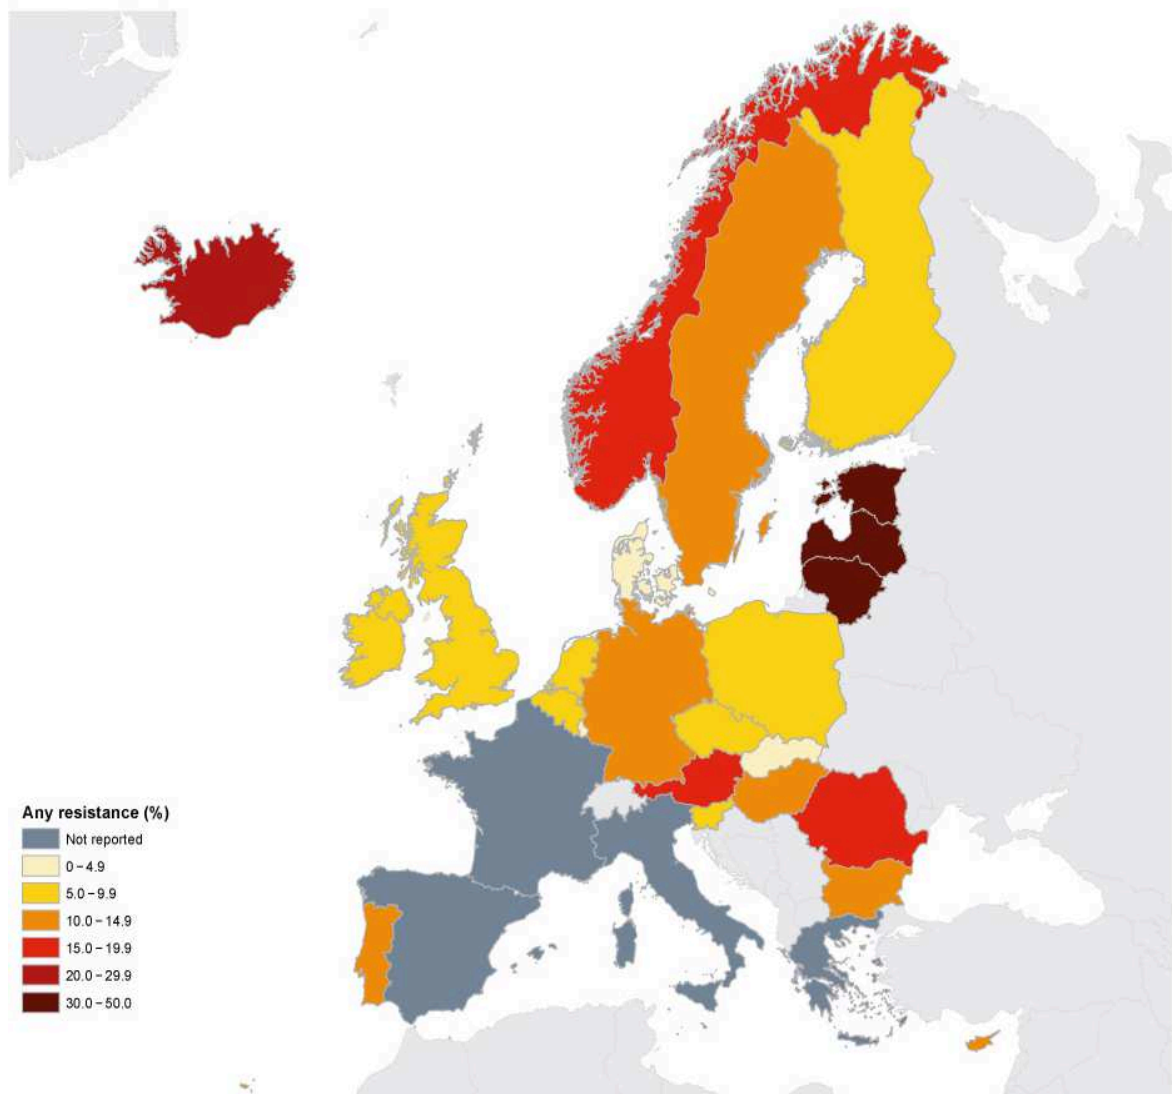 Any resistance (%)
Not reported
0 – 4.9
5.0 – 9.9
10.0 – 14.9
15.0 – 19.9
20.0 – 29.9
30.0 – 50.0